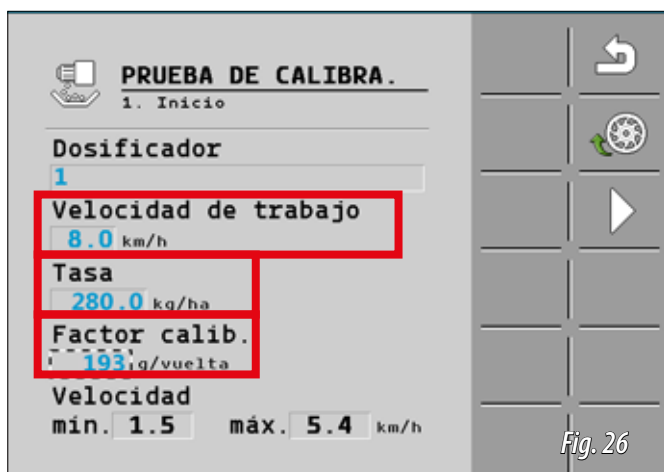 PRUEBA DE CALIBRA.
1. Inicio
Dosificador
1
Velocidad de trabajo
8.0 km/h
Tasa
280.0 kg/ha
Factor calib.
193 g/vuelta
Velocidad
mín. 1.5 máx. 5.4 km/h
Fig. 26